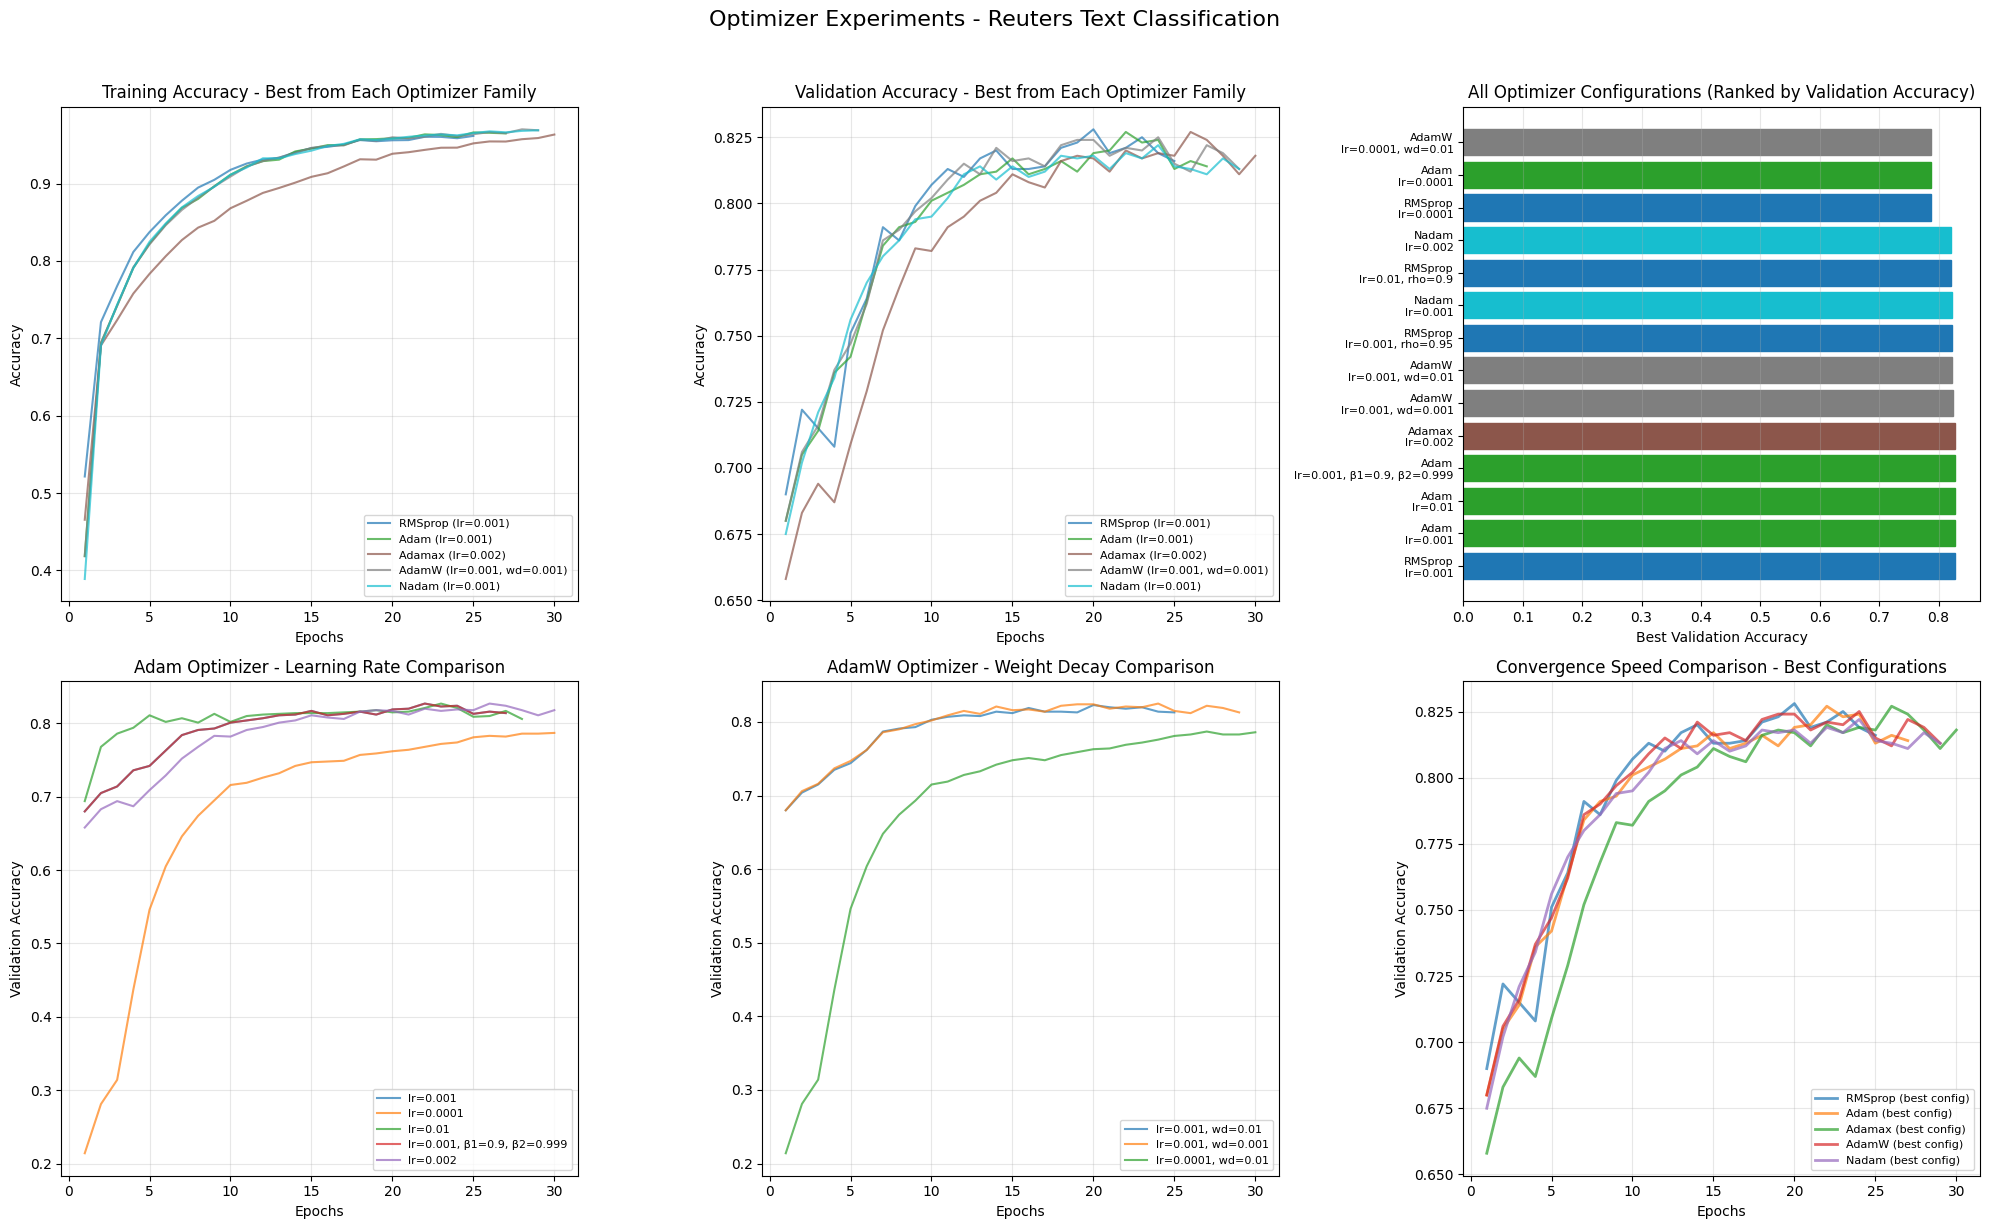 Optimizer Experiments - Reuters Text Classification
Training Accuracy - Best from Each Optimizer Family
Accuracy
0.9
0.8
0.7
0.6
0.5
0.4
RMSprop (lr=0.001)
Adam (lr=0.001)
Adamax (lr=0.002)
AdamW (lr=0.001, wd=0.001)
Nadam (lr=0.001)
0 5 10 15 20 25 30
Epochs
Validation Accuracy - Best from Each Optimizer Family
Accuracy
0.825
0.800
0.775
0.750
0.725
0.700
0.675
0.650
RMSprop (lr=0.001)
Adam (lr=0.001)
Adamax (lr=0.002)
AdamW (lr=0.001, wd=0.001)
Nadam (lr=0.001)
0 5 10 15 20 25 30
Epochs
All Optimizer Configurations (Ranked by Validation Accuracy)
AdamW
lr=0.0001, wd=0.01
Adam
lr=0.0001
RMSprop
lr=0.0001
Nadam
lr=0.002
RMSprop
lr=0.01, rho=0.9
Nadam
lr=0.001
RMSprop
lr=0.001, rho=0.95
AdamW
lr=0.001, wd=0.01
AdamW
lr=0.001, wd=0.001
Adamax
lr=0.002
Adam
lr=0.001, β1=0.9, β2=0.999
Adam
lr=0.01
Adam
lr=0.001
RMSprop
lr=0.001
0.0 0.1 0.2 0.3 0.4 0.5 0.6 0.7 0.8
Best Validation Accuracy
Adam Optimizer - Learning Rate Comparison
Validation Accuracy
0.8
0.7
0.6
0.5
0.4
0.3
0.2
lr=0.001
lr=0.0001
lr=0.01
lr=0.001, β1=0.9, β2=0.999
lr=0.002
0 5 10 15 20 25 30
Epochs
AdamW Optimizer - Weight Decay Comparison
Validation Accuracy
0.8
0.7
0.6
0.5
0.4
0.3
0.2
lr=0.001, wd=0.01
lr=0.001, wd=0.001
lr=0.0001, wd=0.01
0 5 10 15 20 25 30
Epochs
Convergence Speed Comparison - Best Configurations
Validation Accuracy
0.825
0.800
0.775
0.750
0.725
0.700
0.675
0.650
RMSprop (best config)
Adam (best config)
Adamax (best config)
AdamW (best config)
Nadam (best config)
0 5 10 15 20 25 30
Epochs